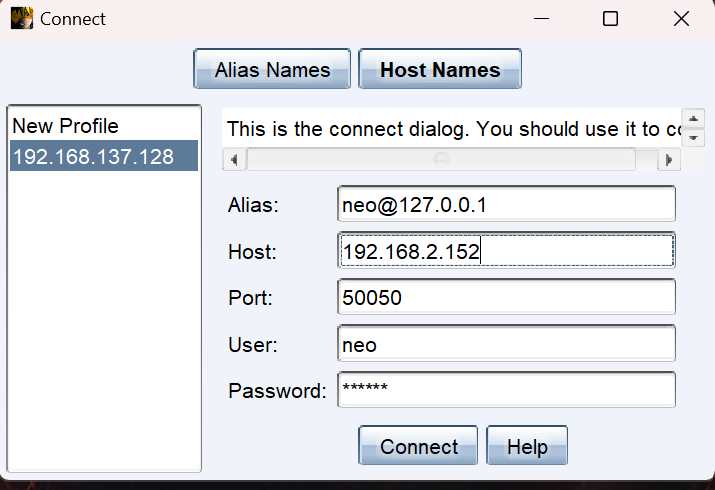 Connect
Alias Names
Host Names
New Profile
192.168.137.128
This is the connect dialog. You should use it to co
Alias:
neo@127.0.0.1
Host:
192.168.2.152
Port:
50050
User:
neo
Password:
******
Connect
Help